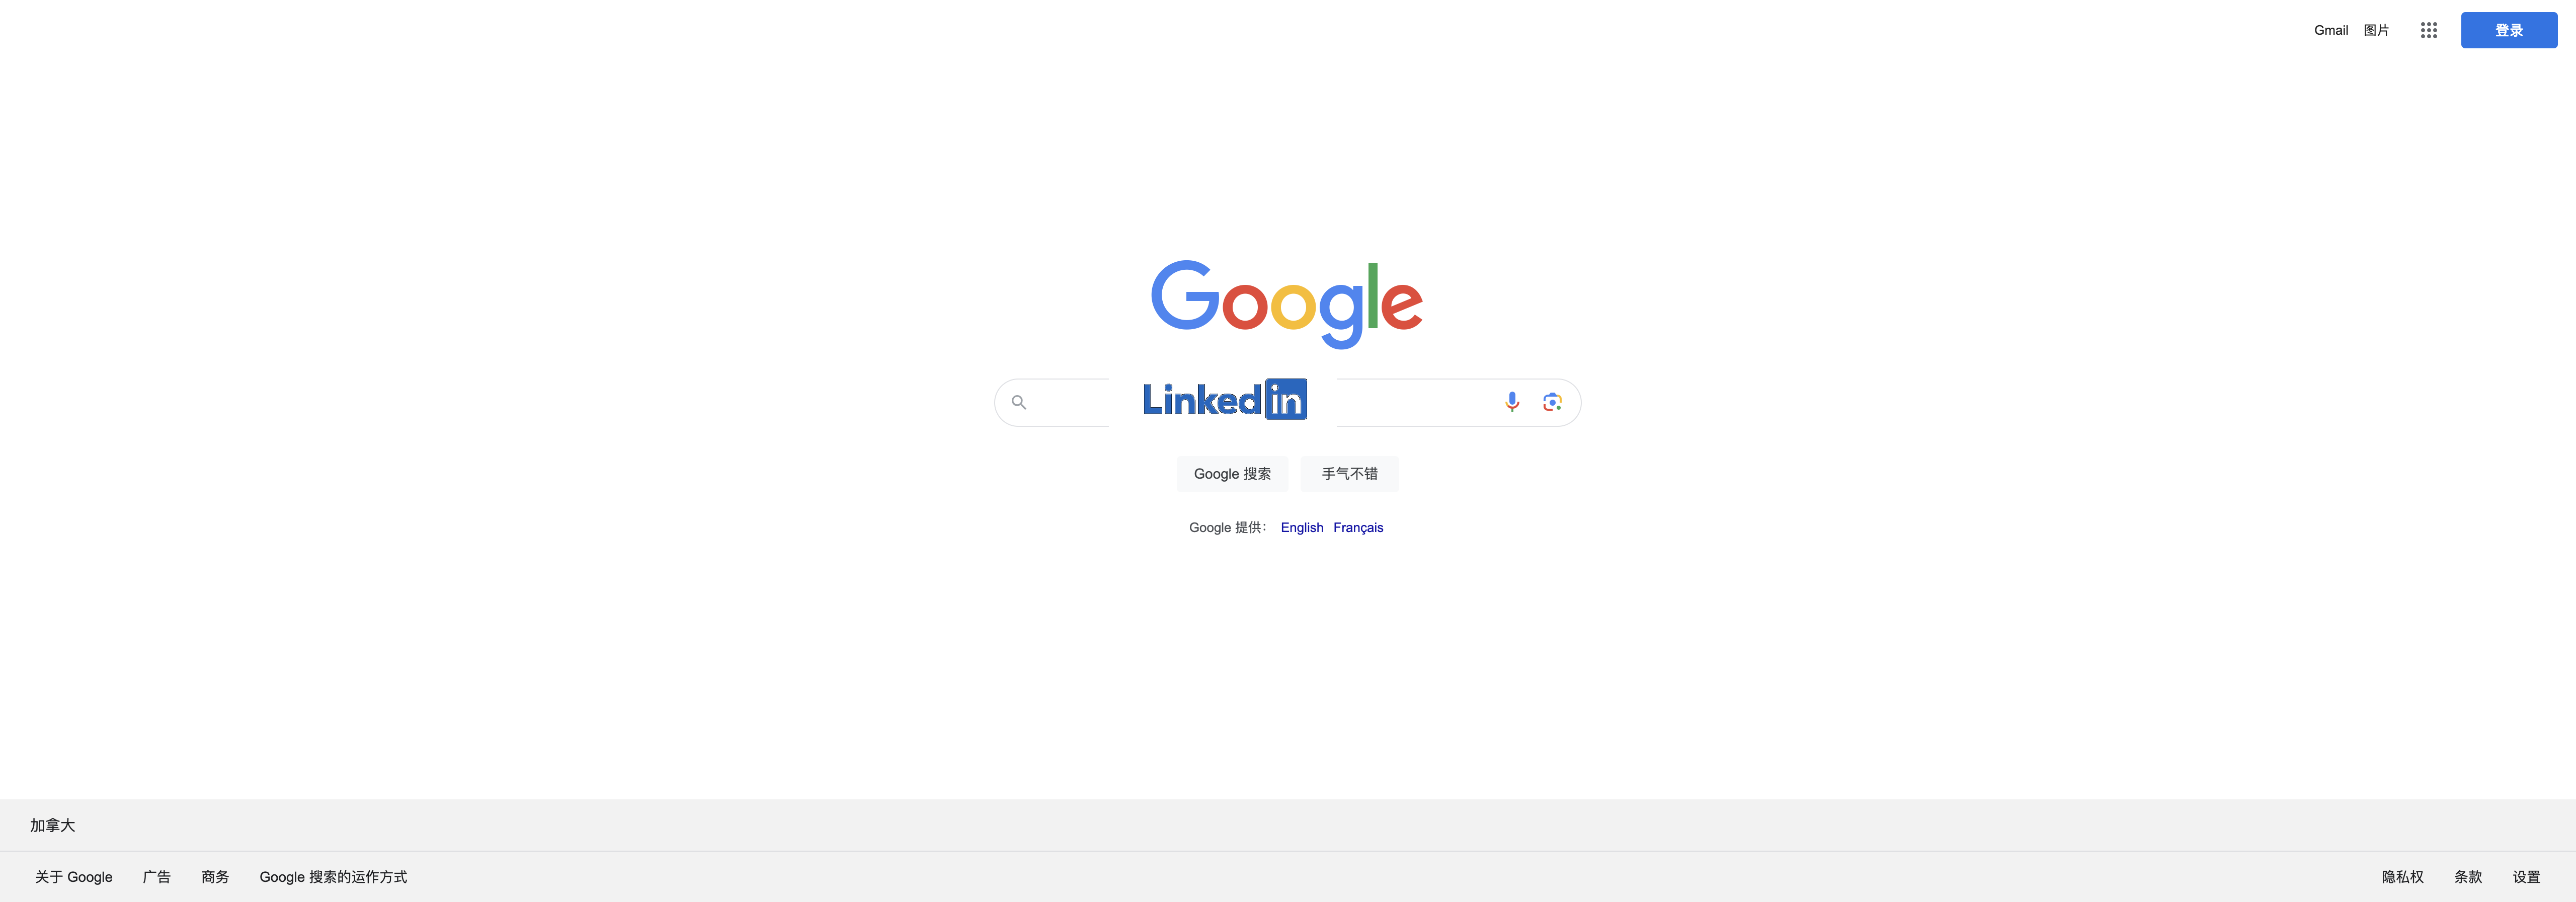 Gmail 图片 登录
Google
Linkedin
Google 搜索 手气不错
Google 提供： English Français
加拿大
关于 Google 广告 商务 Google 搜索的运作方式 隐私权 条款 设置